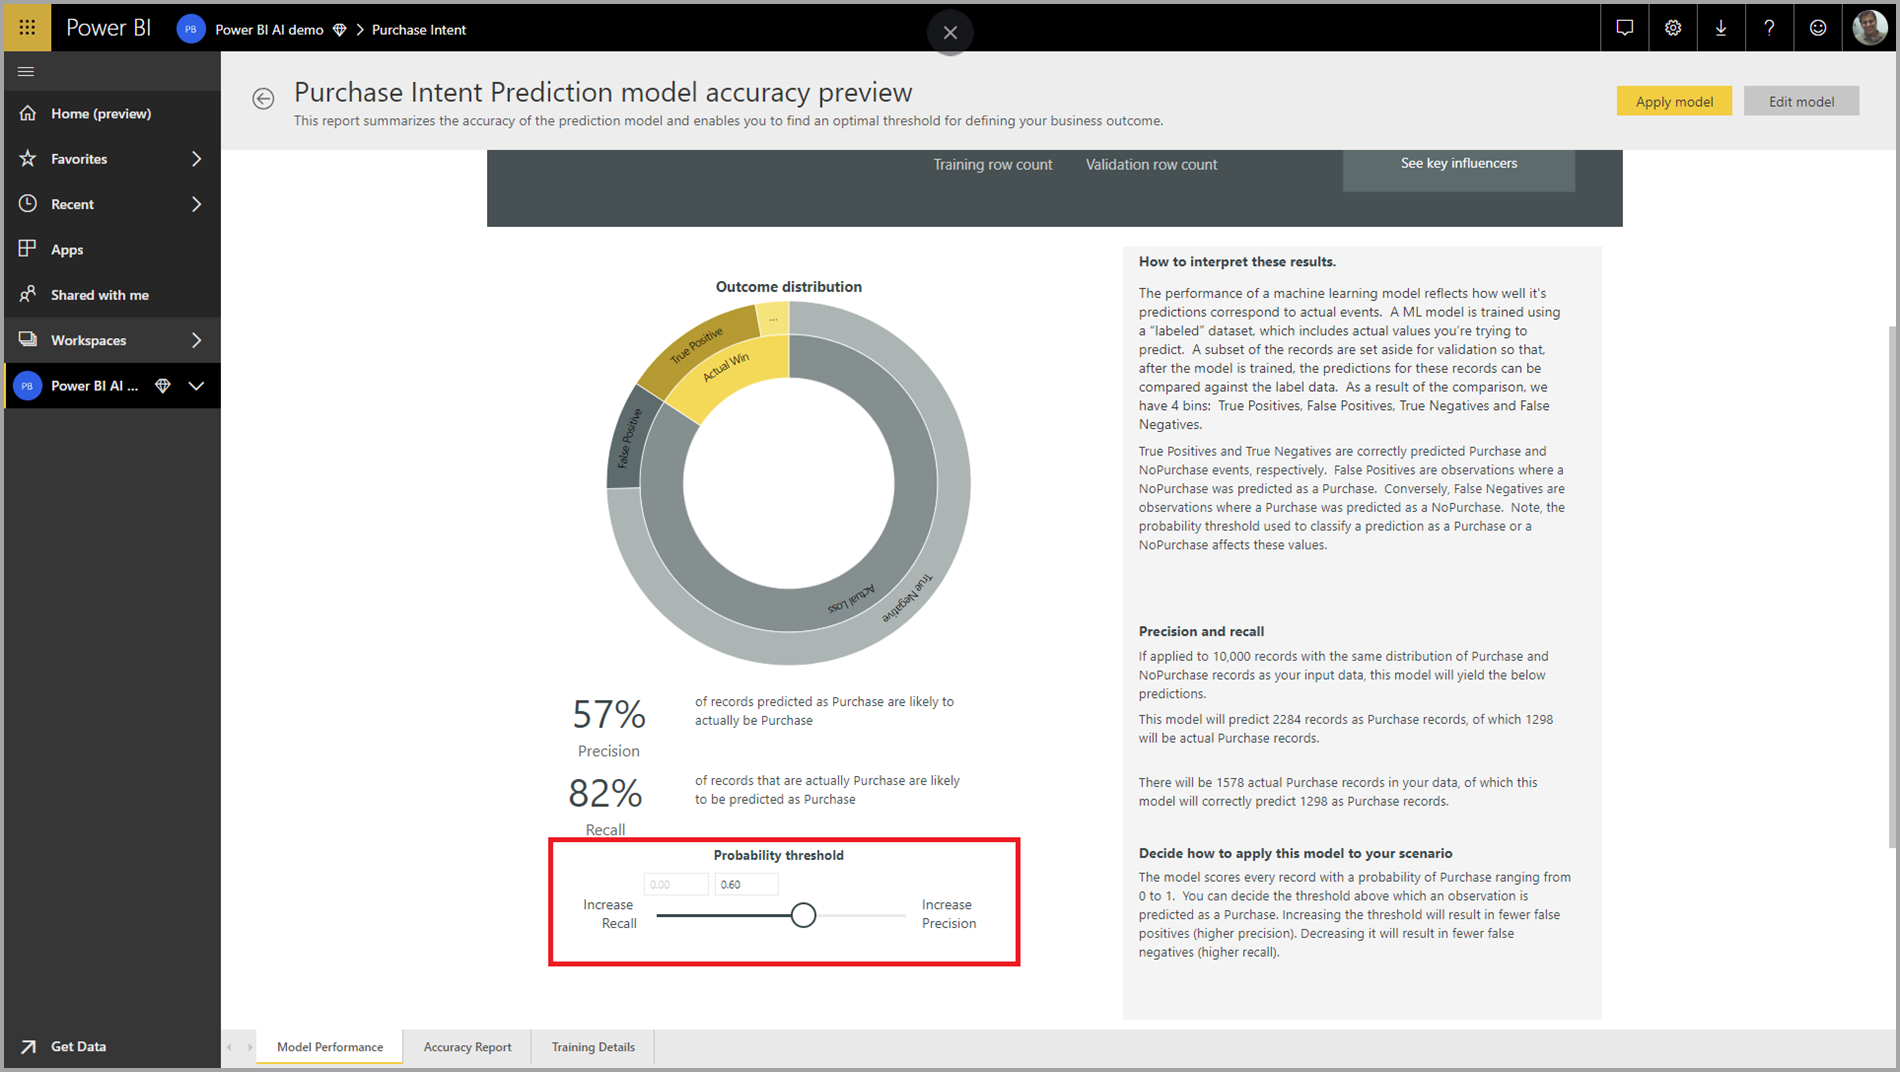 Power BI
PB
Power BI AI demo
Purchase Intent
Home (preview)
Favorites
Recent
Apps
Shared with me
Workspaces
PB
Power BI AI ...
Get Data
Purchase Intent Prediction model accuracy preview
This report summarizes the accuracy of the prediction model and enables you to find an optimal threshold for defining your business outcome.
Apply model
Edit model
Training row count
Validation row count
See key influencers
Outcome distribution
...
True Positive
Actual Win
False Positive
Actual Loss
True Negative
57%
Precision
of records predicted as Purchase are likely to
actually be Purchase
82%
Recall
of records that are actually Purchase are likely
to be predicted as Purchase
Probability threshold
0.00
0.60
Increase
Recall
Increase
Precision
How to interpret these results.
The performance of a machine learning model reflects how well it's
predictions correspond to actual events.  A ML model is trained using
a “labeled” dataset, which includes actual values you’re trying to
predict.  A subset of the records are set aside for validation so that,
after the model is trained, the predictions for these records can be
compared against the label data.  As a result of the comparison, we
have 4 bins:  True Positives, False Positives, True Negatives and False
Negatives.
True Positives and True Negatives are correctly predicted Purchase and
NoPurchase events, respectively.  False Positives are observations where a
NoPurchase was predicted as a Purchase.  Conversely, False Negatives are
observations where a Purchase was predicted as a NoPurchase.  Note, the
probability threshold used to classify a prediction as a Purchase or a
NoPurchase affects these values.
Precision and recall
If applied to 10,000 records with the same distribution of Purchase and
NoPurchase records as your input data, this model will yield the below
predictions.
This model will predict 2284 records as Purchase records, of which 1298
will be actual Purchase records.
There will be 1578 actual Purchase records in your data, of which this
model will correctly predict 1298 as Purchase records.
Decide how to apply this model to your scenario
The model scores every record with a probability of Purchase ranging from
0 to 1.  You can decide the threshold above which an observation is
predicted as a Purchase. Increasing the threshold will result in fewer false
positives (higher precision). Decreasing it will result in fewer false
negatives (higher recall).
Model Performance
Accuracy Report
Training Details